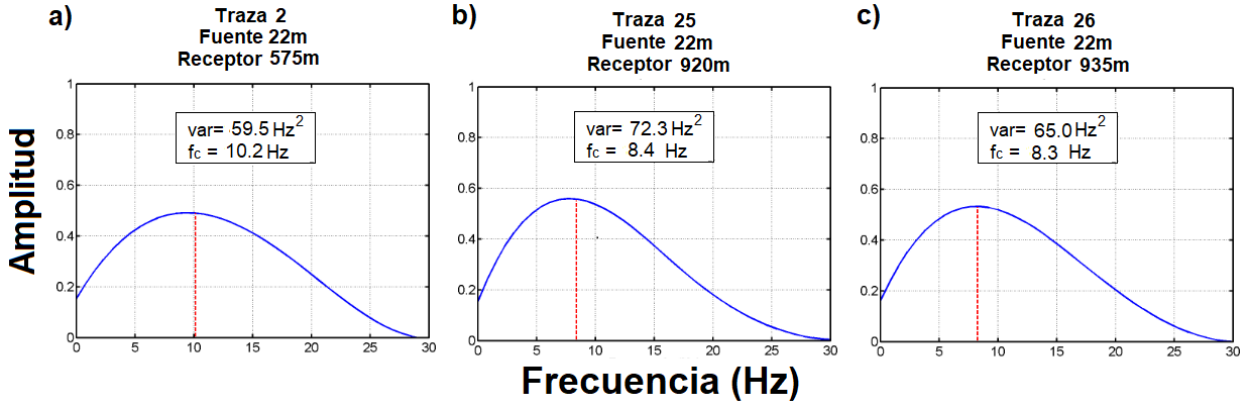 a)
Traza 2
Fuente 22m
Receptor 575m
var= 59.5 Hz²
fc = 10.2 Hz
1
0.8
0.6
0.4
0.2
0
0 5 10 15 20 25 30
b)
Traza 25
Fuente 22m
Receptor 920m
var= 72.3 Hz²
fc = 8.4 Hz
1
0.8
0.6
0.4
0.2
0
0 5 10 15 20 25 30
c)
Traza 26
Fuente 22m
Receptor 935m
var= 65.0 Hz²
fc = 8.3 Hz
1
0.8
0.6
0.4
0.2
0
0 5 10 15 20 25 30
Amplitud
Frecuencia (Hz)